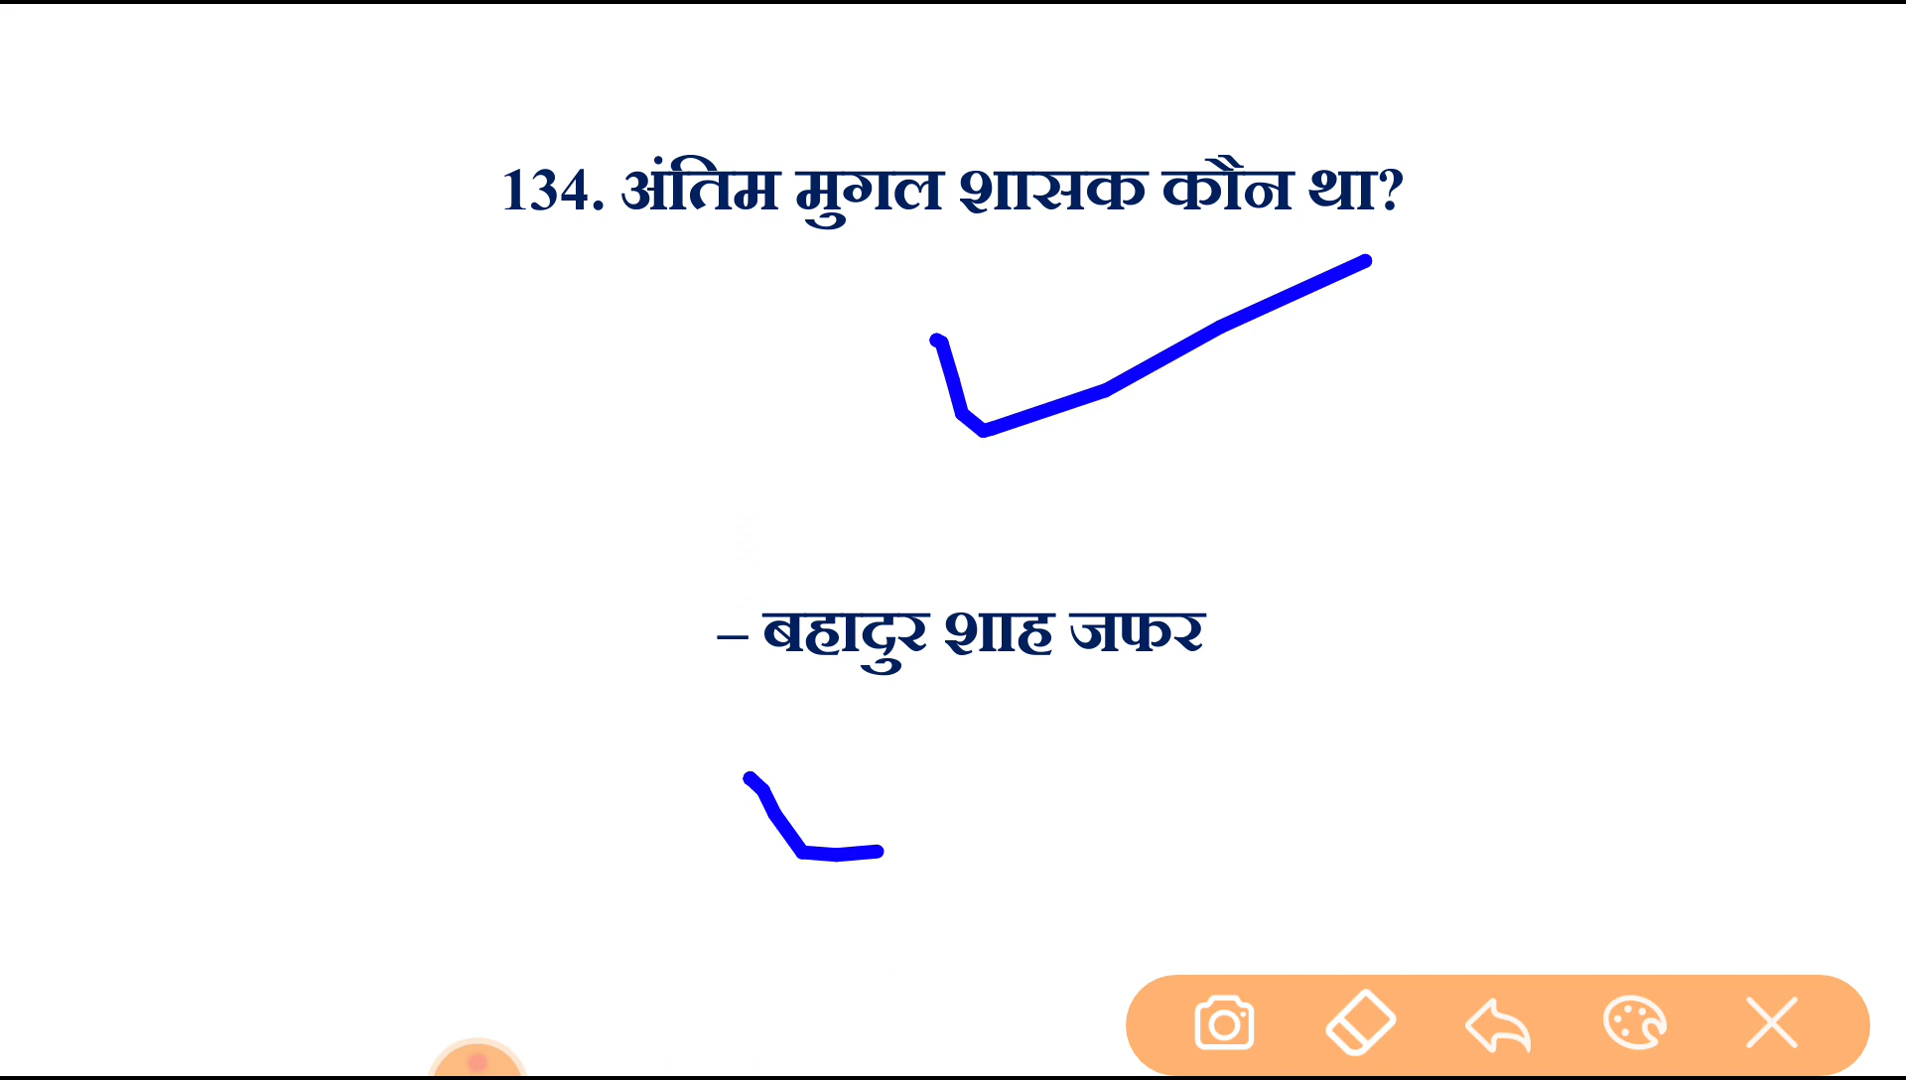 134. अंतिम मुगल शासक कौन था?
– बहादुर शाह जफर